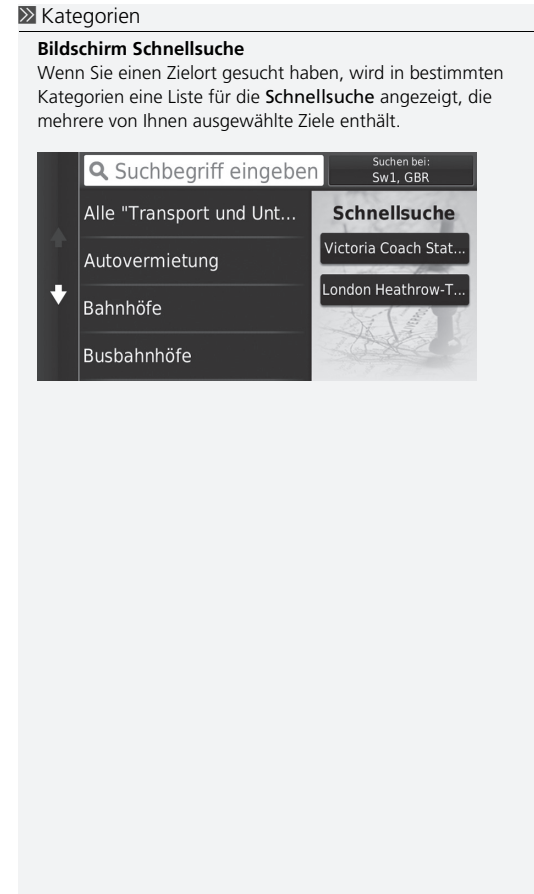 Kategorien
Bildschirm Schnellsuche
Wenn Sie einen Zielort gesucht haben, wird in bestimmten
Kategorien eine Liste für die Schnellsuche angezeigt, die
mehrere von Ihnen ausgewählte Ziele enthält.
Suchbegriff eingeben
Suchen bei:
Sw1, GBR
Alle "Transport und Unt...
Autovermietung
Bahnhöfe
Busbahnhöfe
Schnellsuche
Victoria Coach Stat...
London Heathrow-T...